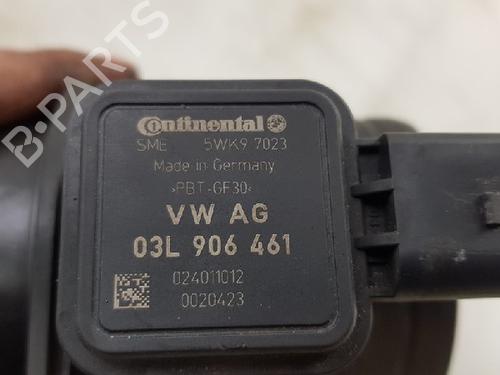 B-PARTS
Continental
SME 5WK9 7023
Made in Germany
>PBT-GF30<
VW AG
03L 906 461
024011012
0020423